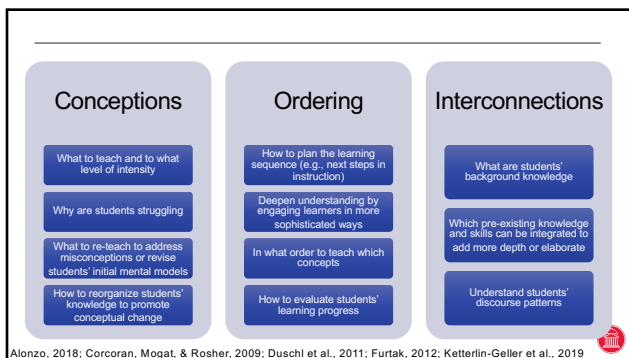 Conceptions
What to teach and to what
level of intensity
Why are students struggling
What to re-teach to address
misconceptions or revise
students' initial mental models
How to reorganize students'
knowledge to promote
conceptual change
Ordering
How to plan the learning
sequence (e.g., next steps in
instruction)
Deepen understanding by
engaging learners in more
sophisticated ways
In what order to teach which
concepts
How to evaluate students'
learning progress
Interconnections
What are students'
background knowledge
Which pre-existing knowledge
and skills can be integrated to
add more depth or elaborate
Understand students'
discourse patterns
Alonzo, 2018; Corcoran, Mogat, & Rosher, 2009; Duschl et al., 2011; Furtak, 2012; Ketterlin-Geller et al., 2019